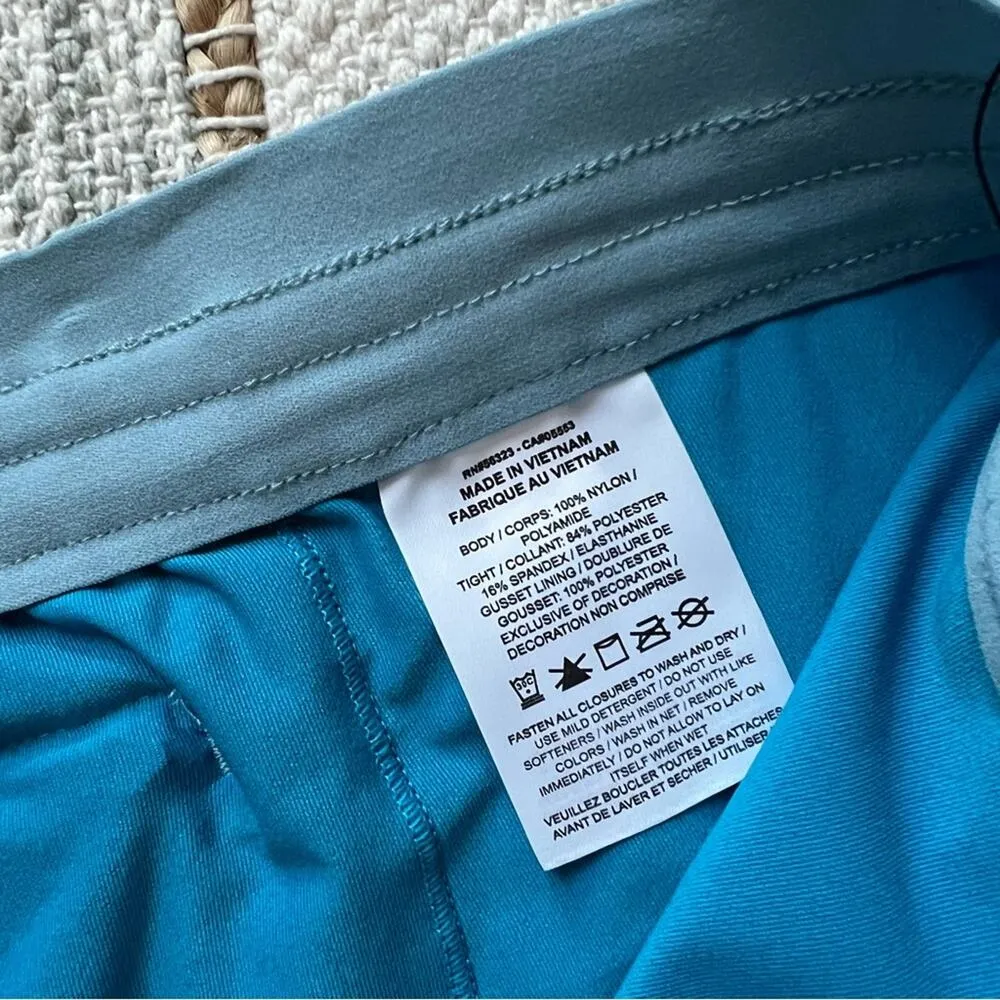 RN#56323 - CA#05553
MADE IN VIETNAM
FABRIQUE AU VIETNAM
BODY / CORPS: 100% NYLON /
POLYAMIDE
TIGHT / COLLANT: 84% POLYESTER
16% SPANDEX / ELASTHANNE
GUSSET LINING / DOUBLURE DE
GOUSSET: 100% POLYESTER
EXCLUSIVE OF DECORATION /
DECORATION NON COMPRISE
30C
FASTEN ALL CLOSURES TO WASH AND DRY /
USE MILD DETERGENT / DO NOT USE
SOFTENERS / WASH INSIDE OUT WITH LIKE
COLORS / WASH IN NET / REMOVE
IMMEDIATELY / DO NOT ALLOW TO LAY ON
ITSELF WHEN WET
VEUILLEZ BOUCLER TOUTES LES ATTACHES
AVANT DE LAVER ET SECHER / UTILISER